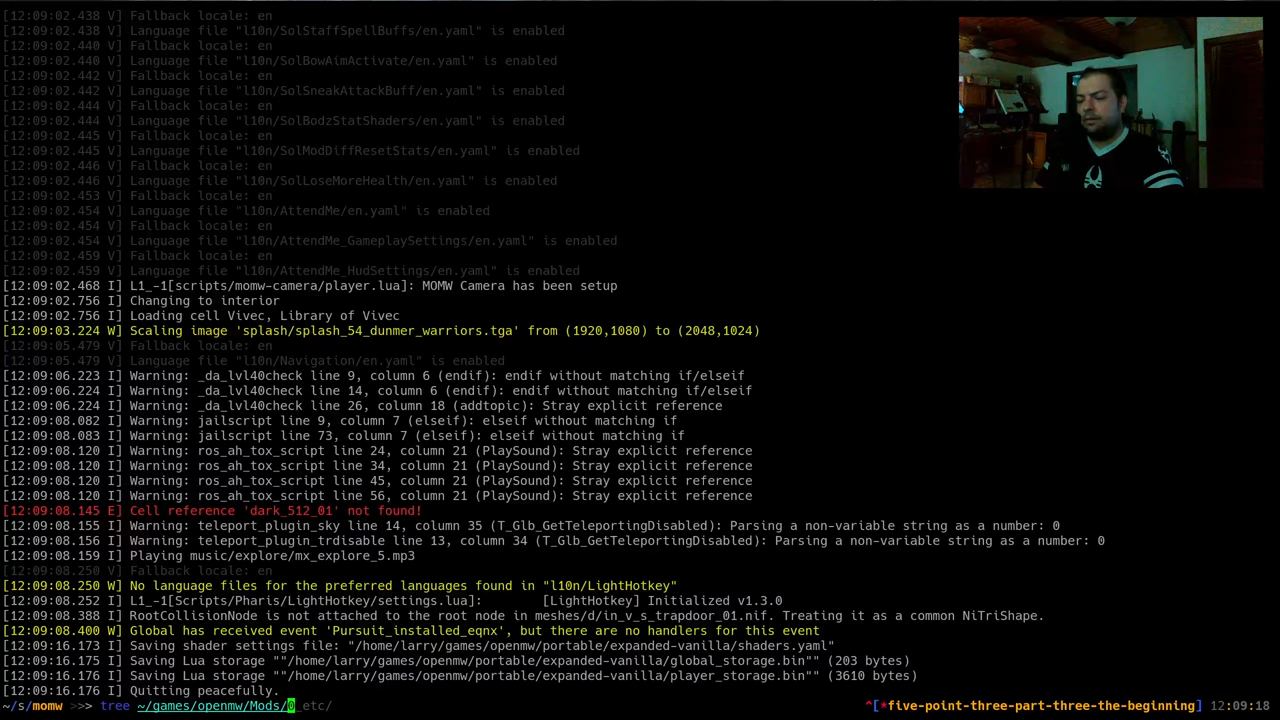 [12:09:02.438 V] Fallback locale: en
[12:09:02.438 V] Language file "l10n/SolStaffSpellBuffs/en.yaml" is enabled
[12:09:02.440 V] Fallback locale: en
[12:09:02.440 V] Language file "l10n/SolBowAimActivate/en.yaml" is enabled
[12:09:02.442 V] Fallback locale: en
[12:09:02.442 V] Language file "l10n/SolSneakAttackBuff/en.yaml" is enabled
[12:09:02.444 V] Fallback locale: en
[12:09:02.444 V] Language file "l10n/SolBodzStatShaders/en.yaml" is enabled
[12:09:02.445 V] Fallback locale: en
[12:09:02.445 V] Language file "l10n/SolModDiffResetStats/en.yaml" is enabled
[12:09:02.446 V] Fallback locale: en
[12:09:02.446 V] Language file "l10n/SolLoseMoreHealth/en.yaml" is enabled
[12:09:02.453 V] Fallback locale: en
[12:09:02.454 V] Language file "l10n/AttendMe/en.yaml" is enabled
[12:09:02.454 V] Fallback locale: en
[12:09:02.454 V] Language file "l10n/AttendMe_GameplaySettings/en.yaml" is enabled
[12:09:02.459 V] Fallback locale: en
[12:09:02.459 V] Language file "l10n/AttendMe_HudSettings/en.yaml" is enabled
[12:09:02.468 I] L1_-1[scripts/momw-camera/player.lua]: MOMW Camera has been setup
[12:09:02.756 I] Changing to interior
[12:09:02.756 I] Loading cell Vivec, Library of Vivec
[12:09:03.224 W] Scaling image 'splash/splash_54_dunmer_warriors.tga' from (1920,1080) to (2048,1024)
[12:09:05.479 V] Fallback locale: en
[12:09:05.479 V] Language file "l10n/Navigation/en.yaml" is enabled
[12:09:06.223 I] Warning: _da_lvl40check line 9, column 6 (endif): endif without matching if/elseif
[12:09:06.224 I] Warning: _da_lvl40check line 14, column 6 (endif): endif without matching if/elseif
[12:09:06.224 I] Warning: _da_lvl40check line 26, column 18 (addtopic): Stray explicit reference
[12:09:08.082 I] Warning: jailscript line 9, column 7 (elseif): elseif without matching if
[12:09:08.083 I] Warning: jailscript line 73, column 7 (elseif): elseif without matching if
[12:09:08.120 I] Warning: ros_ah_tox_script line 24, column 21 (PlaySound): Stray explicit reference
[12:09:08.120 I] Warning: ros_ah_tox_script line 34, column 21 (PlaySound): Stray explicit reference
[12:09:08.120 I] Warning: ros_ah_tox_script line 45, column 21 (PlaySound): Stray explicit reference
[12:09:08.120 I] Warning: ros_ah_tox_script line 56, column 21 (PlaySound): Stray explicit reference
[12:09:08.145 E] Cell reference 'dark_512_01' not found!
[12:09:08.155 I] Warning: teleport_plugin_sky line 14, column 35 (T_Glb_GetTeleportingDisabled): Parsing a non-variable string as a number: 0
[12:09:08.156 I] Warning: teleport_plugin_trdisable line 13, column 34 (T_Glb_GetTeleportingDisabled): Parsing a non-variable string as a number: 0
[12:09:08.159 I] Playing music/explore/mx_explore_5.mp3
[12:09:08.250 V] Fallback locale: en
[12:09:08.250 W] No language files for the preferred languages found in "l10n/LightHotkey"
[12:09:08.252 I] L1_-1[Scripts/Pharis/LightHotkey/settings.lua]:        [LightHotkey] Initialized v1.3.0
[12:09:08.388 I] RootCollisionNode is not attached to the root node in meshes/d/in_v_s_trapdoor_01.nif. Treating it as a common NiTriShape.
[12:09:08.400 W] Global has received event 'Pursuit_installed_eqnx', but there are no handlers for this event
[12:09:16.173 I] Saving shader settings file: "/home/larry/games/openmw/portable/expanded-vanilla/shaders.yaml"
[12:09:16.175 I] Saving Lua storage ""/home/larry/games/openmw/portable/expanded-vanilla/global_storage.bin"" (203 bytes)
[12:09:16.176 I] Saving Lua storage ""/home/larry/games/openmw/portable/expanded-vanilla/player_storage.bin"" (3610 bytes)
[12:09:16.176 I] Quitting peacefully.
~/s/momw >>> tree ~/games/openmw/Mods/0_etc/ ^[*five-point-three-part-three-the-beginning] 12:09:18